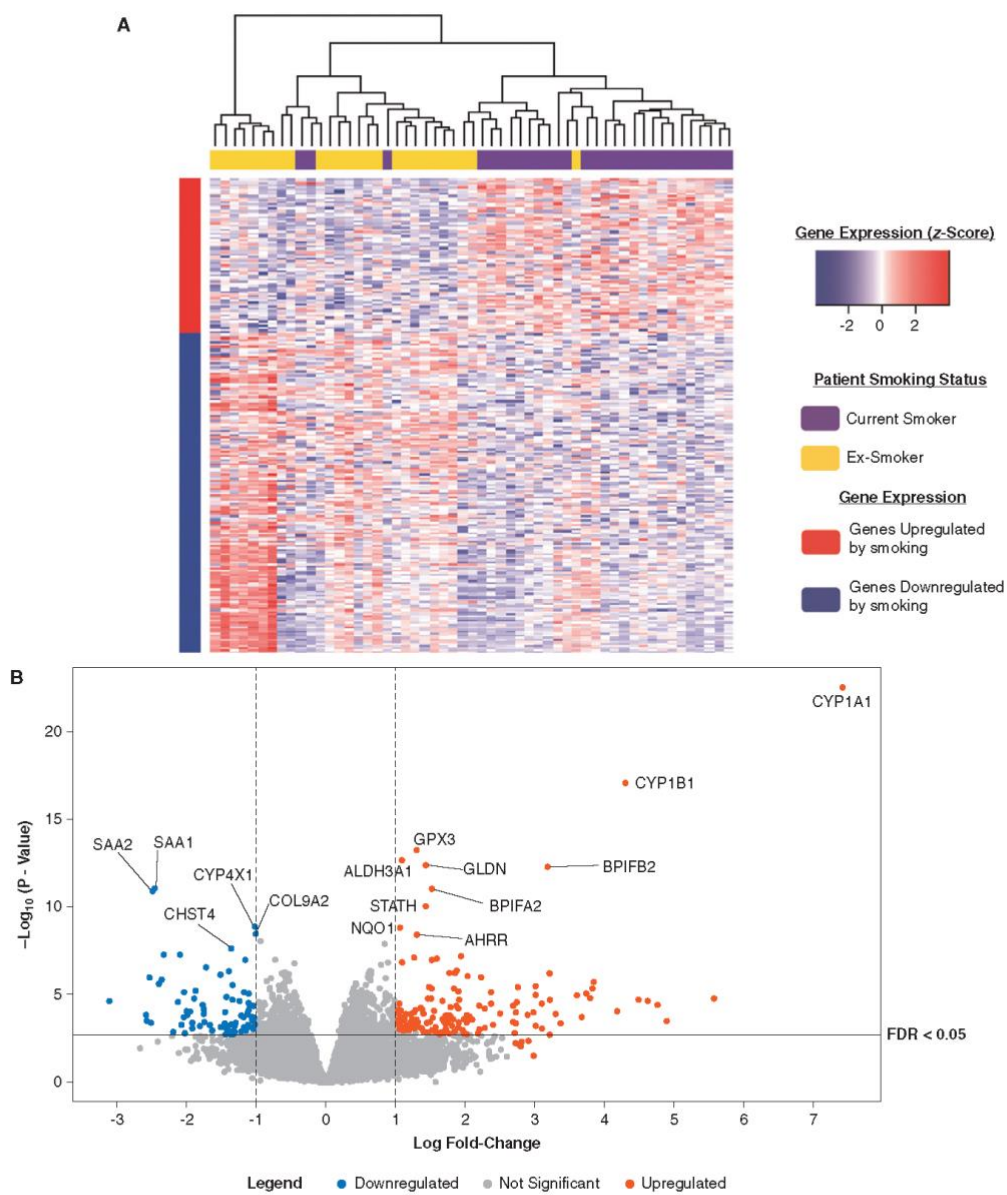 A
Gene Expression (z-Score)
-2 0 2
Patient Smoking Status
Current Smoker
Ex-Smoker
Gene Expression
Genes Upregulated
by smoking
Genes Downregulated
by smoking
B
CYP1A1
20
CYP1B1
15
GPX3
SAA2 SAA1
ALDH3A1 GLDN BPIFB2
CYP4X1
COL9A2
STATH BPIFA2
10
CHST4
NQO1 AHRR
–Log10 (P - Value)
5
FDR < 0.05
0
-3 -2 -1 0 1 2 3 4 5 6 7
Log Fold-Change
Legend Downregulated Not Significant Upregulated